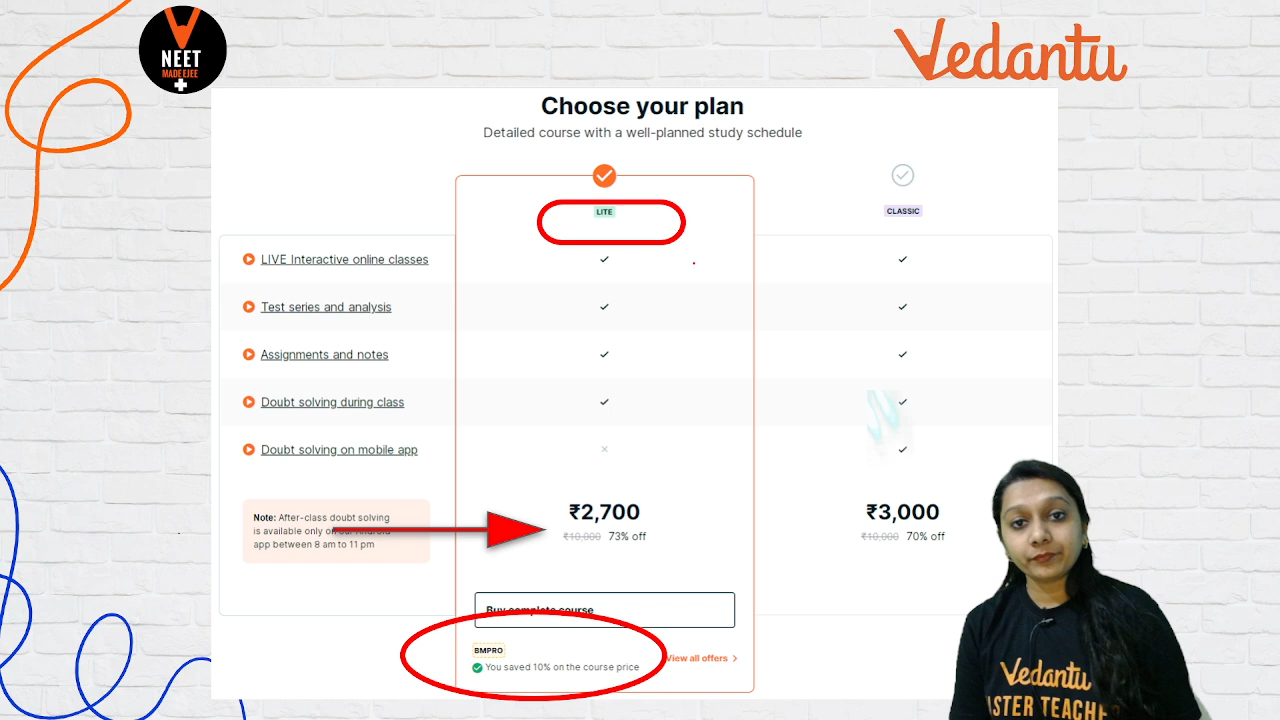 NEET
MADE EJEE
Vedantu
Choose your plan
Detailed course with a well-planned study schedule
LITE
CLASSIC
LIVE Interactive online classes
Test series and analysis
Assignments and notes
Doubt solving during class
Doubt solving on mobile app
Note: After-class doubt solving
is available only on our Android
app between 8 am to 11 pm
₹2,700
₹10,000 73% off
₹3,000
₹10,000 70% off
Buy complete course
BMPRO
You saved 10% on the course price
View all offers
Vedantu
MASTER TEACHER